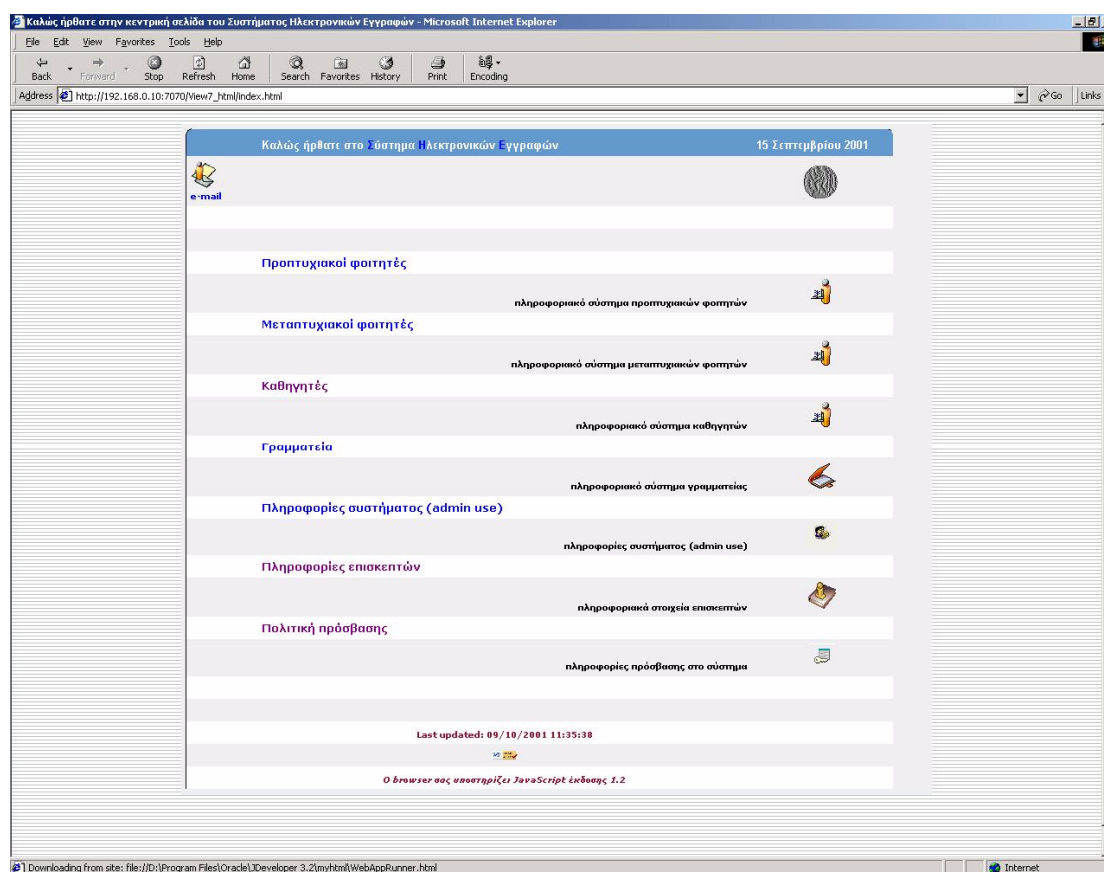 Καλώς ήρθατε στην κεντρική σελίδα του Συστήματος Ηλεκτρονικών Εγγραφών - Microsoft Internet Explorer
File Edit View Favorites Tools Help
Back Forward Stop Refresh Home Search Favorites History Print Encoding
Address http://192.168.0.10:7070/View7_html/index.html Go Links
Καλώς ήρθατε στο Σύστημα Ηλεκτρονικών Εγγραφών 15 Σεπτεμβρίου 2001
e-mail
Προπτυχιακοί φοιτητές
πληροφοριακό σύστημα προπτυχιακών φοιτητών
Μεταπτυχιακοί φοιτητές
πληροφοριακό σύστημα μεταπτυχιακών φοιτητών
Καθηγητές
πληροφοριακό σύστημα καθηγητών
Γραμματεία
πληροφοριακό σύστημα γραμματείας
Πληροφορίες συστήματος (admin use)
πληροφορίες συστήματος (admin use)
Πληροφορίες επισκεπτών
πληροφοριακά στοιχεία επισκεπτών
Πολιτική πρόσβασης
πληροφορίες πρόσβασης στο σύστημα
Last updated: 09/10/2001 11:35:38
Ο browser σας υποστηρίζει JavaScript έκδοσης 1.2
Downloading from site: file://D:\Program Files\Oracle\JDeveloper 3.2\myhtml\WebAppRunner.html Internet